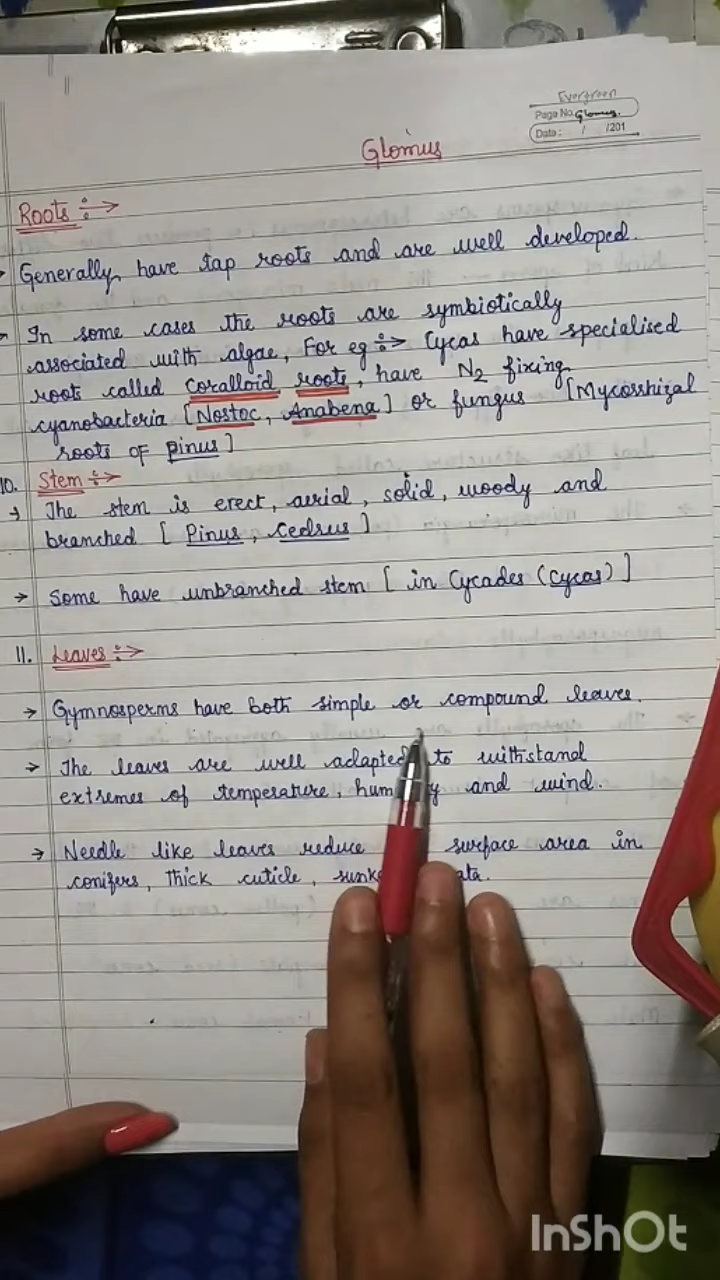 Evergreen
Page No. Glomus.
Date: / /201
Glomus
Roots ÷→
Generally have tap roots and are well developed.
In some cases the roots are symbiotically
associated with algae, For eg ÷> Cycas have specialised
roots called Coralloid roots, have N2 fixing
cyanobacteria [Nostoc, Anabena] or fungus [Mycorrhizal
roots of pinus]
10. Stem ÷→
→ The stem is erect, aerial, solid, woody and
branched [Pinus, Cedrus]
→ Some have unbranched stem [in Cycades (Cycas)]
11. Leaves ÷→
→ Gymnosperms have both simple or compound leaves.
→ The leaves are well adapted to withstand
extremes of temperature, hum y and wind.
→ Needle like leaves reduce surface area in
conifers, thick cuticle, sunke ata.
InShOt